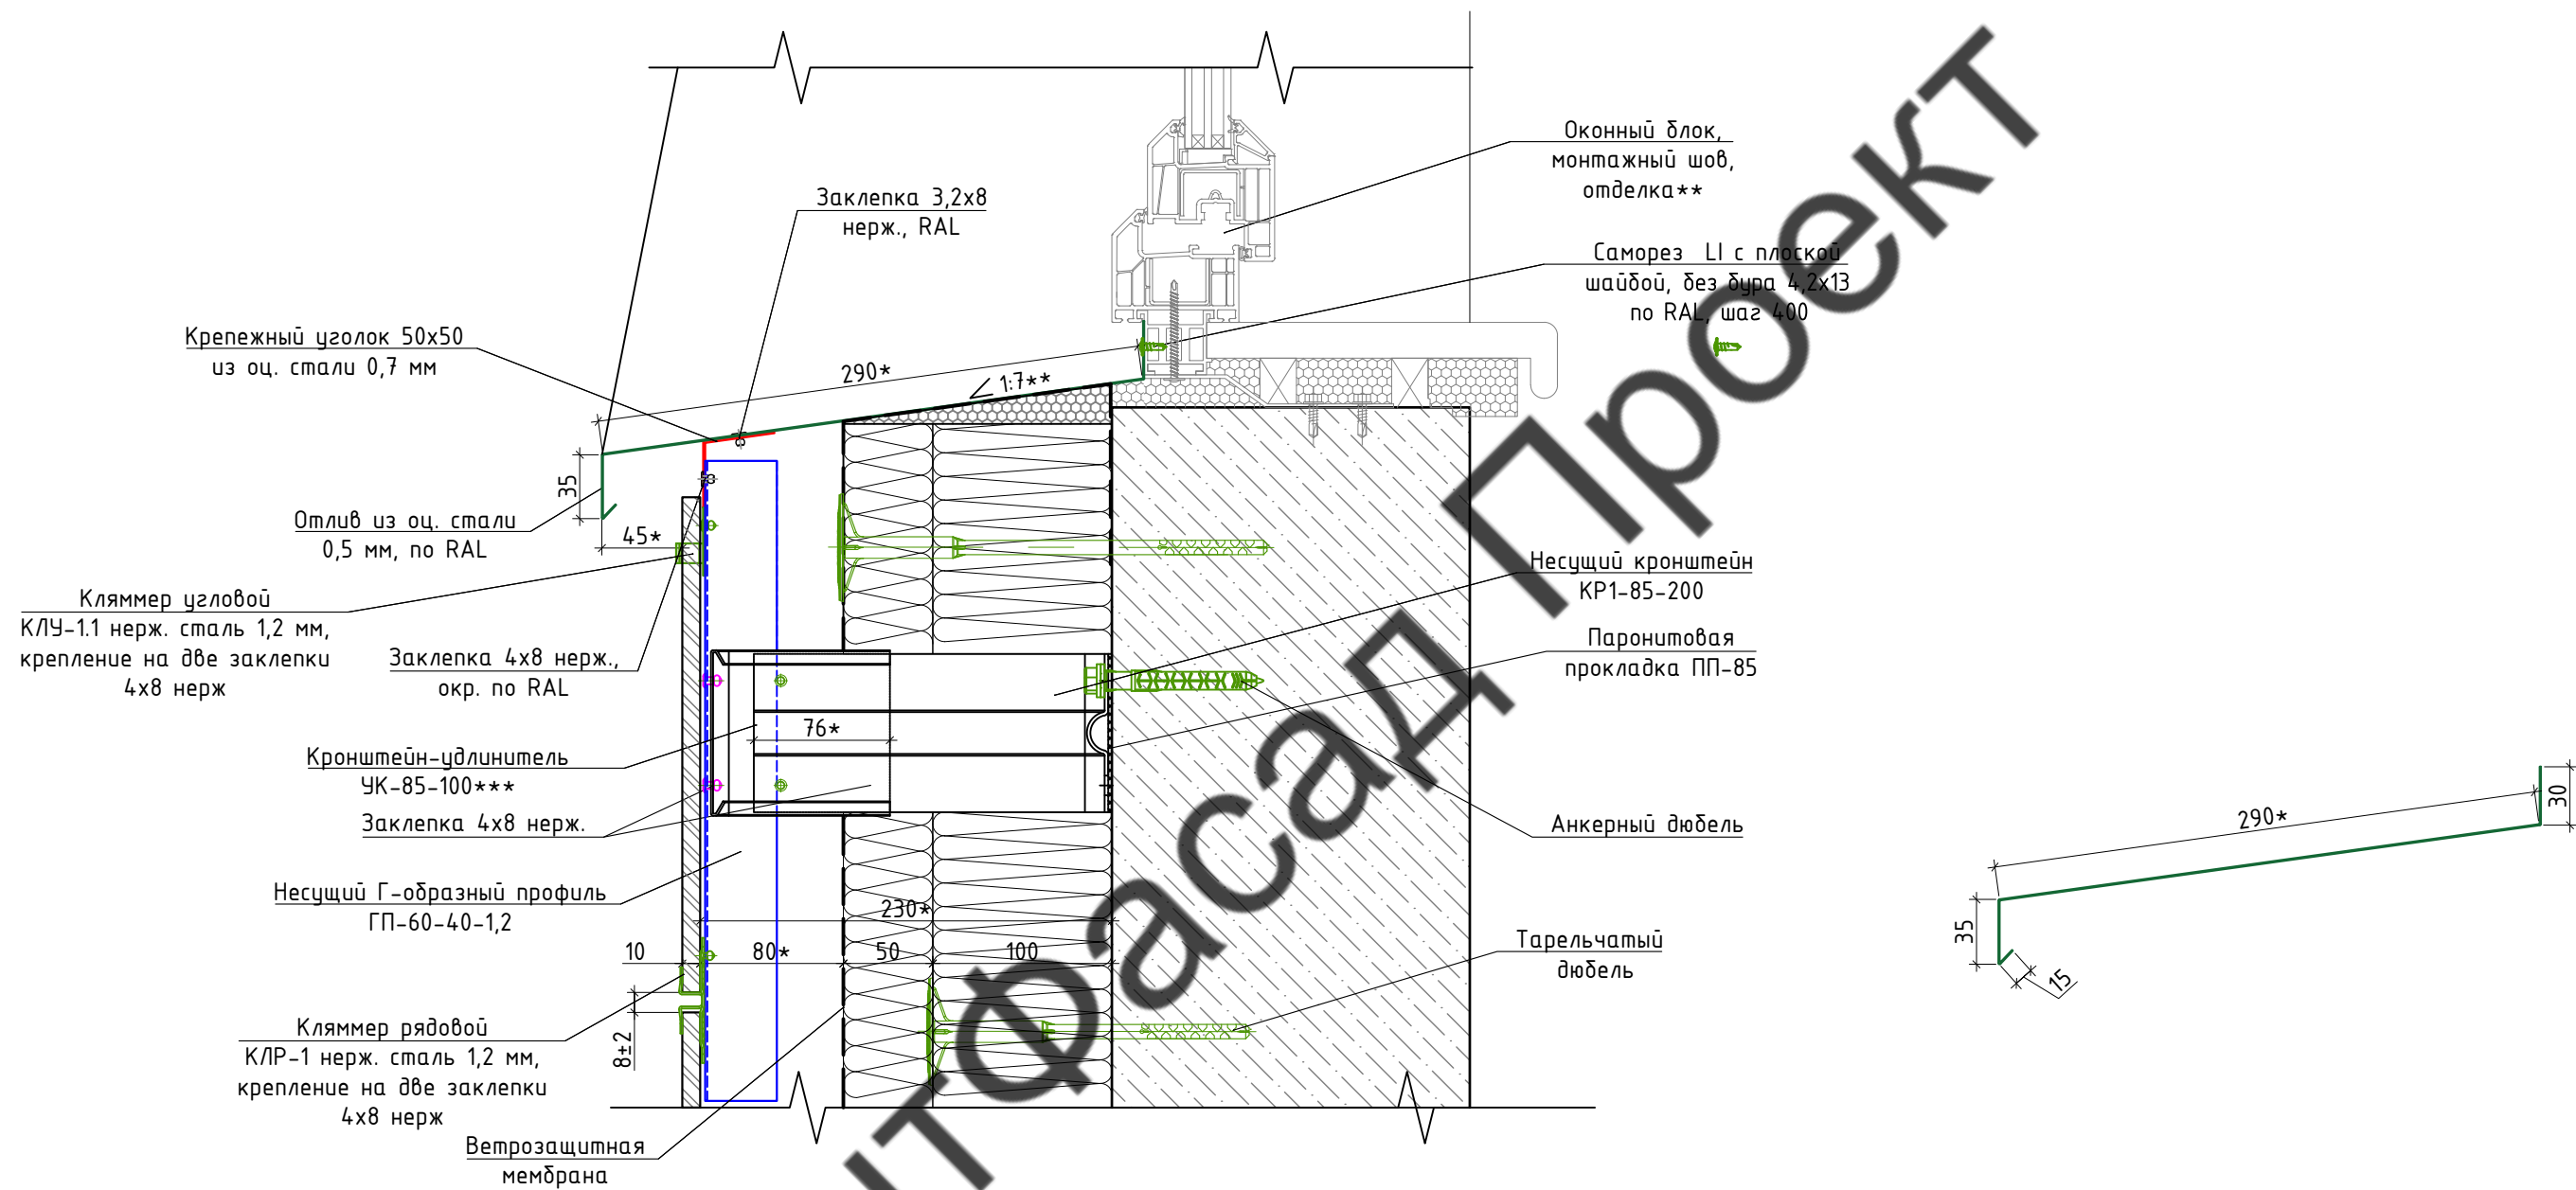 Оконный блок,
монтажный шов,
отделка**
Заклепка 3,2х8
нерж., RAL
Саморез LI с плоской
шайбой, без бура 4,2х13
по RAL, шаг 400
Крепежный уголок 50х50
из оц. стали 0,7 мм
290*
1:7**
35
Отлив из оц. стали
0,5 мм, по RAL
45*
Несущий кронштейн
КР1-85-200
Кляммер угловой
КЛУ-1.1 нерж. сталь 1,2 мм,
крепление на две заклепки
4х8 нерж
Заклепка 4х8 нерж.,
окр. по RAL
Паронитовая
прокладка ПП-85
76*
Кронштейн-удлинитель
УК-85-100***
Заклепка 4х8 нерж.
Анкерный дюбель
Несущий Г-образный профиль
ГП-60-40-1,2
230*
10
80*
50
100
Тарельчатый
дюбель
Кляммер рядовой
КЛР-1 нерж. сталь 1,2 мм,
крепление на две заклепки
4х8 нерж
8±2
Ветрозащитная
мембрана
290*
30
35
15
нтФасад Проект